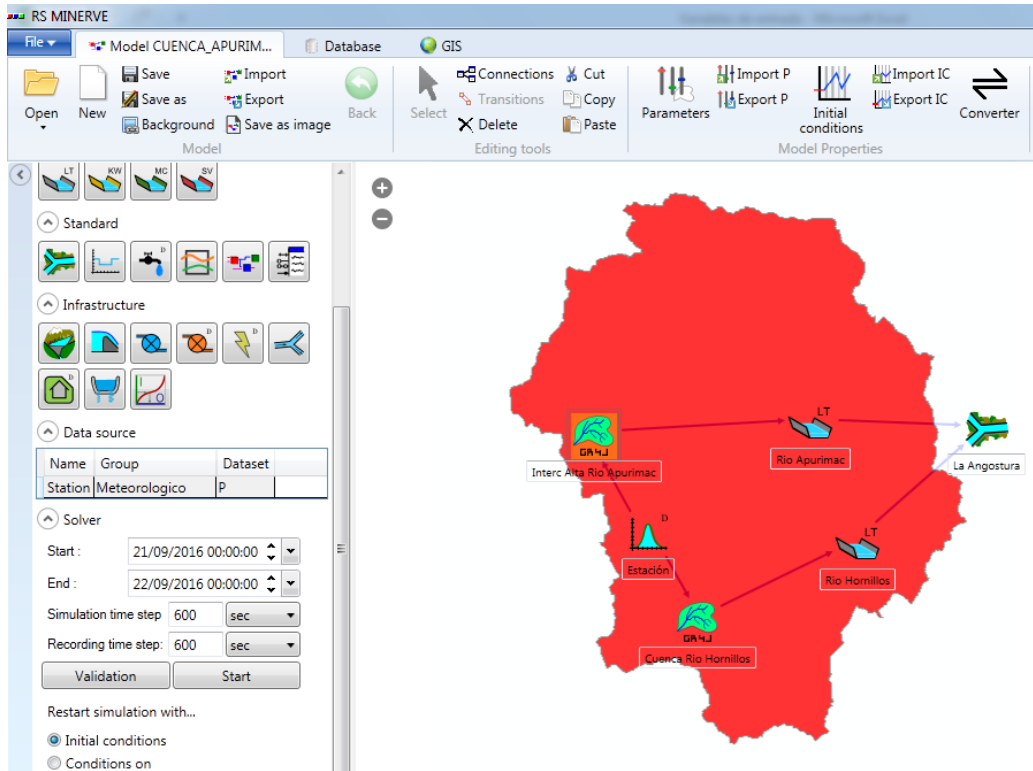 RS MINERVE
File
Model CUENCA_APURIM...
Database
GIS
Open
New
Save
Save as
Background
Import
Export
Save as image
Model
Back
Select
Connections
Transitions
Delete
Cut
Copy
Paste
Editing tools
Parameters
Import P
Export P
Initial
conditions
Import IC
Export IC
Converter
Model Properties
LT
KW
MC
SV
Standard
D
Infrastructure
D
D
D
Q
Data source
Name Group Dataset
Station Meteorologico P
Solver
Start : 21/09/2016 00:00:00
End : 22/09/2016 00:00:00
Simulation time step 600 sec
Recording time step: 600 sec
Validation Start
Restart simulation with...
Initial conditions
Conditions on
GR4J
Interc Alta Rio Apurimac
LT
Rio Apurimac
La Angostura
D
Estación
LT
Rio Hornillos
GR4J
Cuenca Rio Hornillos